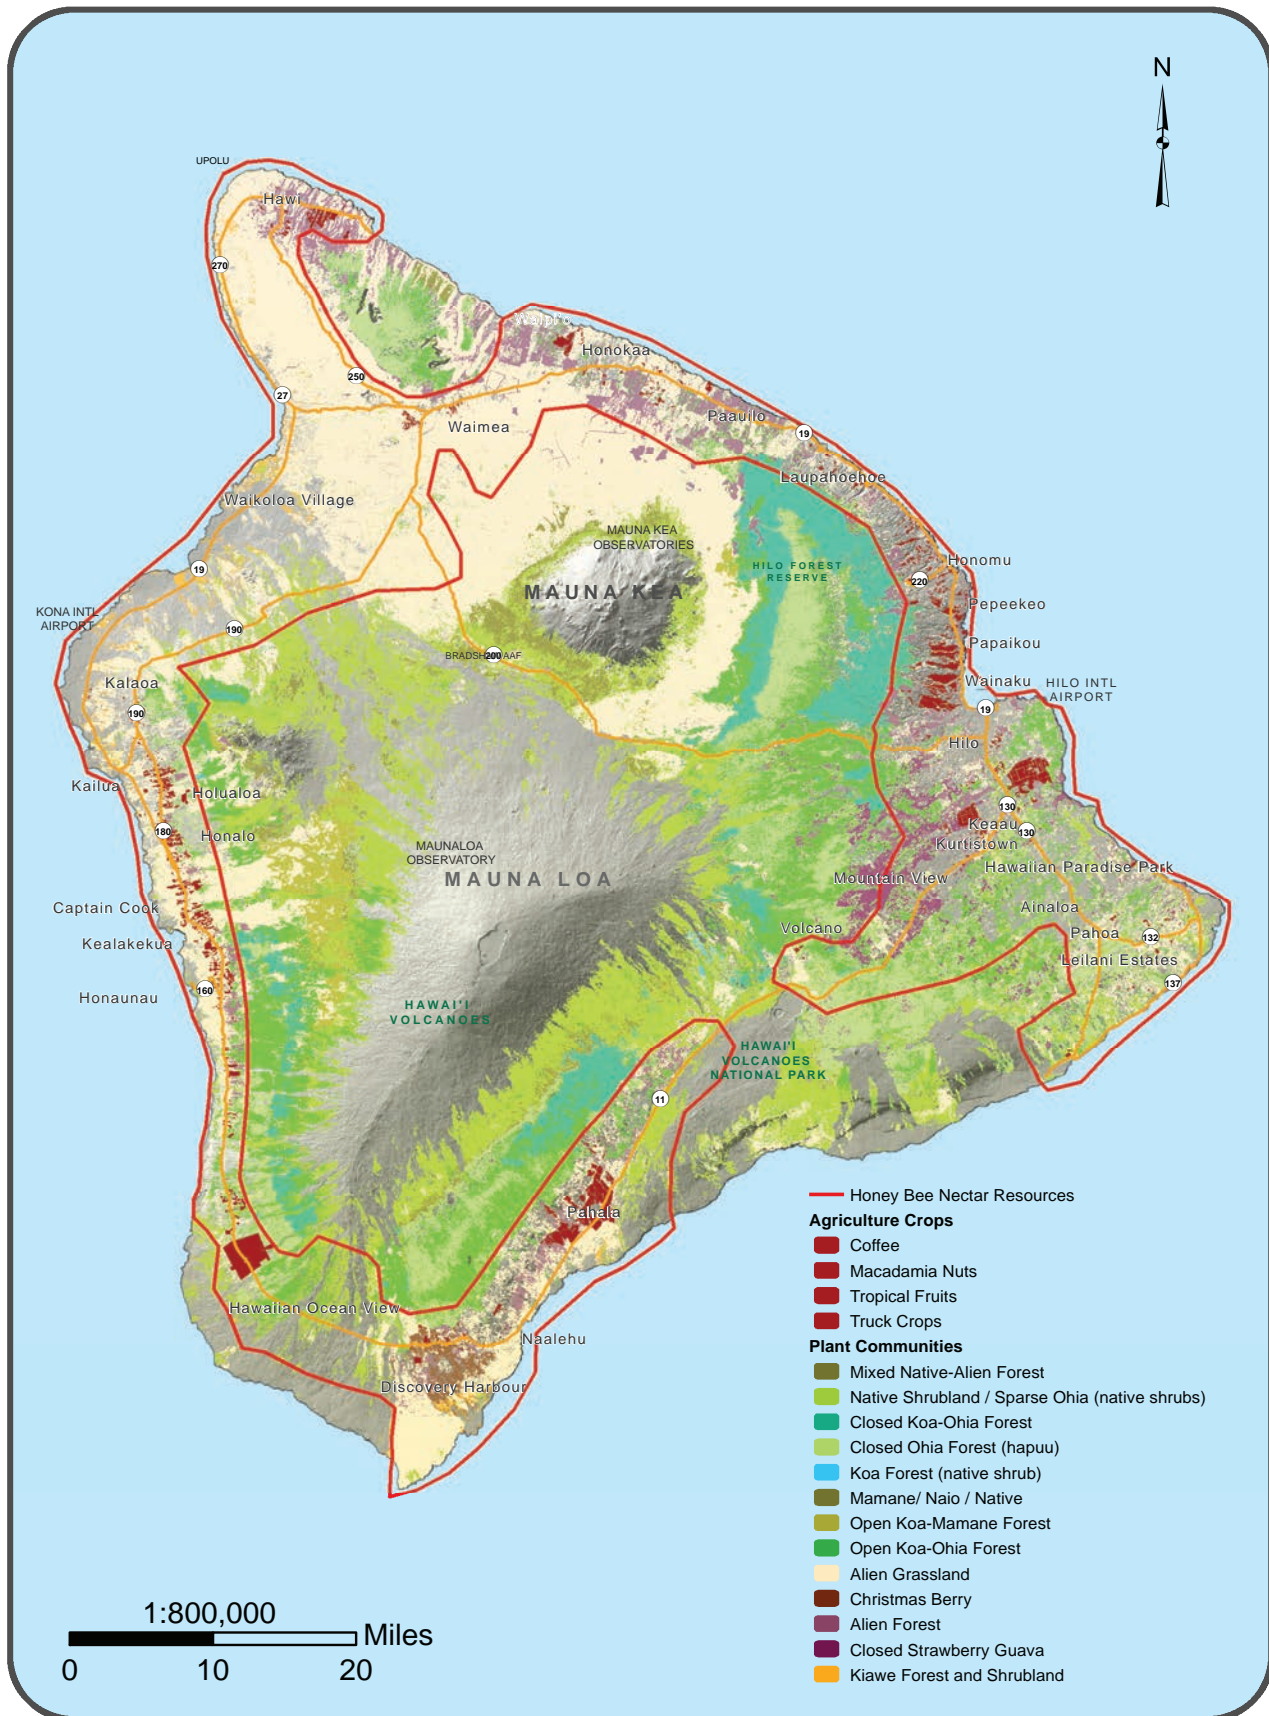 N
UPOLU
Hawi
270
Waipio
Honokaa
250
27
Paauilo
Waimea
19
Laupahoehoe
Waikoloa Village
MAUNA KEA
OBSERVATORIES
Honomu
HILO FOREST
RESERVE
19
220
MAUNA KEA
Pepeekeo
KONA INTL
AIRPORT
190
Papaikou
BRADSHAW AAF
200
Kalaoa
Wainaku
HILO INTL
AIRPORT
190
19
Hilo
Kailua
Holualoa
130
180
Honalo
Keaau
130
MAUNALOA
OBSERVATORY
Kurtistown
MAUNA LOA
Hawaiian Paradise Park
Mountain View
Captain Cook
Ainaloa
Kealakekua
Volcano
Pahoa
132
Leilani Estates
160
Honaunau
137
HAWAI'I
VOLCANOES
HAWAI'I
VOLCANOES
NATIONAL PARK
11
Pahala
Hawaiian Ocean View
Naalehu
Discovery Harbour
Honey Bee Nectar Resources
Agriculture Crops
Coffee
Macadamia Nuts
Tropical Fruits
Truck Crops
Plant Communities
Mixed Native-Alien Forest
Native Shrubland / Sparse Ohia (native shrubs)
Closed Koa-Ohia Forest
Closed Ohia Forest (hapuu)
Koa Forest (native shrub)
Mamane/ Naio / Native
Open Koa-Mamane Forest
Open Koa-Ohia Forest
Alien Grassland
Christmas Berry
Alien Forest
Closed Strawberry Guava
Kiawe Forest and Shrubland
1:800,000
Miles
0 10 20